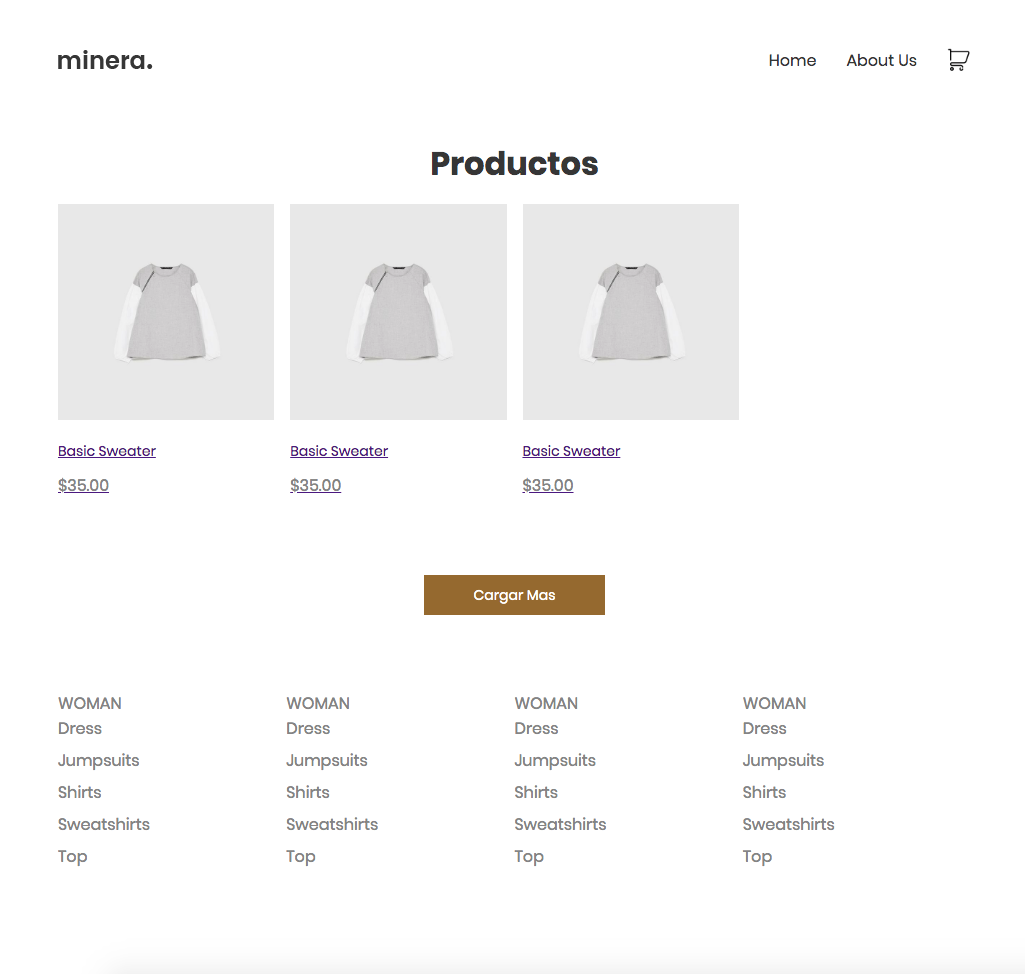 minera.
Home About Us
Productos
Basic Sweater Basic Sweater Basic Sweater
$35.00 $35.00 $35.00
Cargar Mas
WOMAN WOMAN WOMAN WOMAN
Dress Dress Dress Dress
Jumpsuits Jumpsuits Jumpsuits Jumpsuits
Shirts Shirts Shirts Shirts
Sweatshirts Sweatshirts Sweatshirts Sweatshirts
Top Top Top Top